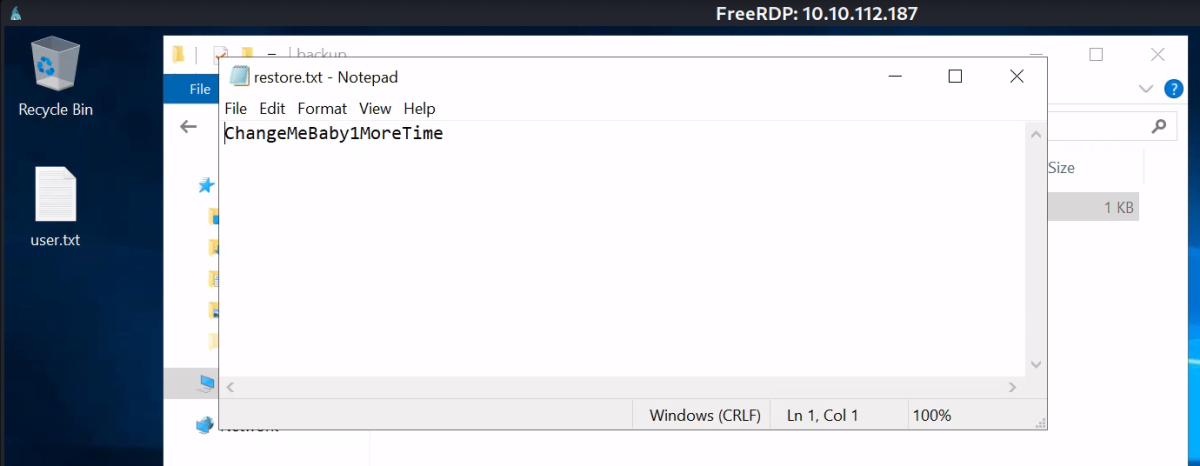 FreeRDP: 10.10.112.187
backup
Recycle Bin
user.txt
File
restore.txt - Notepad
File Edit Format View Help
ChangeMeBaby1MoreTime
Size
1 KB
Network
Windows (CRLF) Ln 1, Col 1 100%